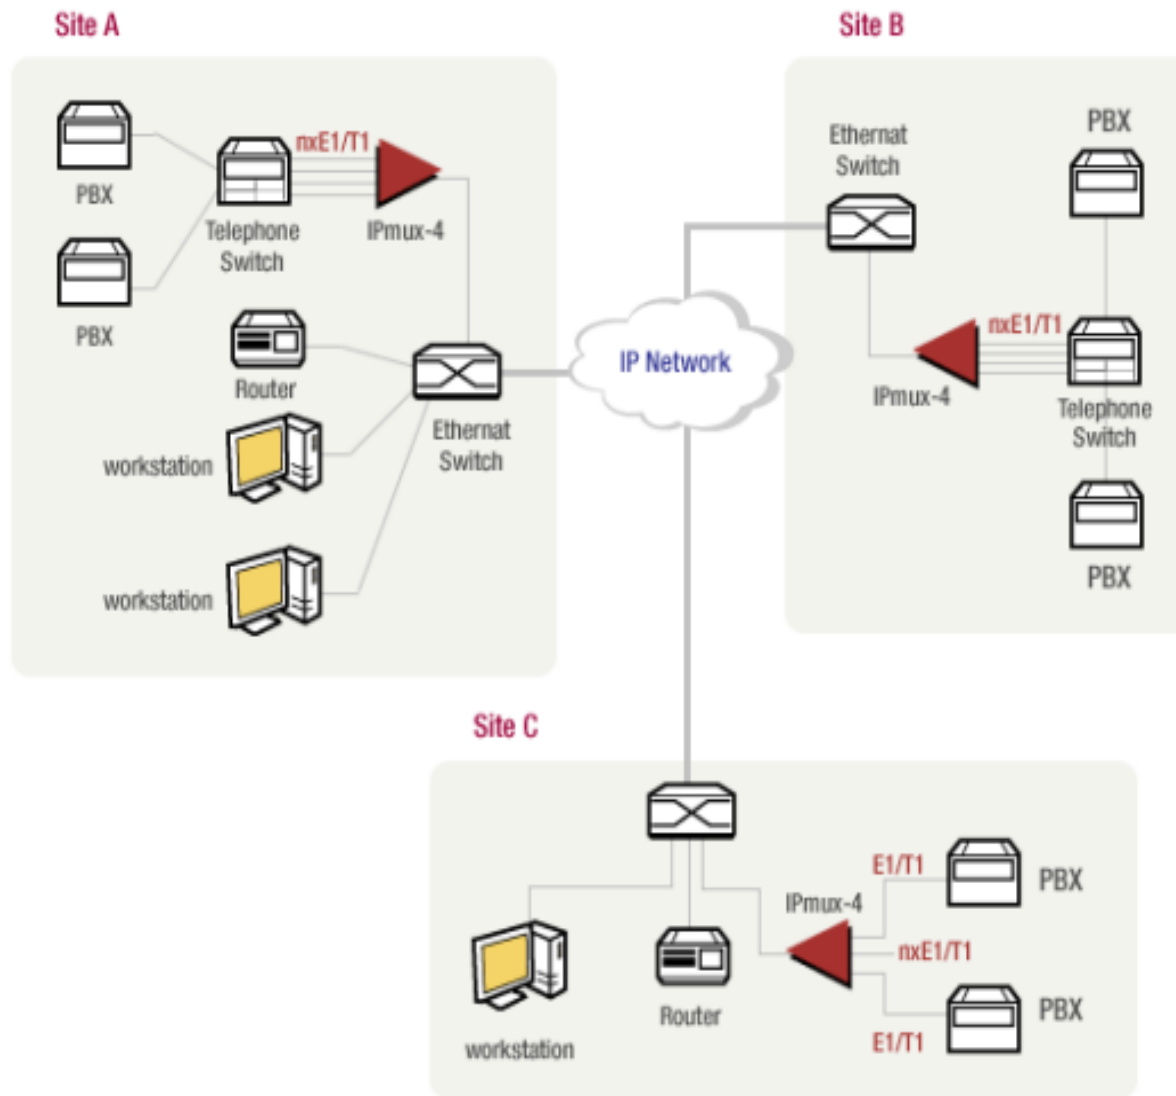 Site A
Site B
nxE1/T1
PBX
Telephone
Switch
IPmux-4
PBX
Router
workstation
Ethernat
Switch
workstation
IP Network
Ethernat
Switch
PBX
nxE1/T1
IPmux-4
Telephone
Switch
PBX
Site C
E1/T1
PBX
IPmux-4
nxE1/T1
PBX
E1/T1
Router
workstation